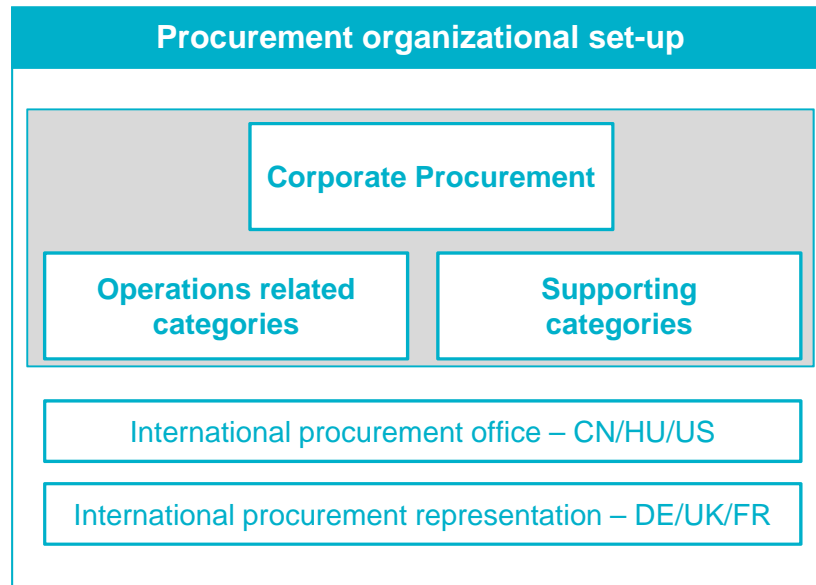 Procurement organizational set-up
Corporate Procurement
Operations related
categories
Supporting
categories
International procurement office – CN/HU/US
International procurement representation – DE/UK/FR